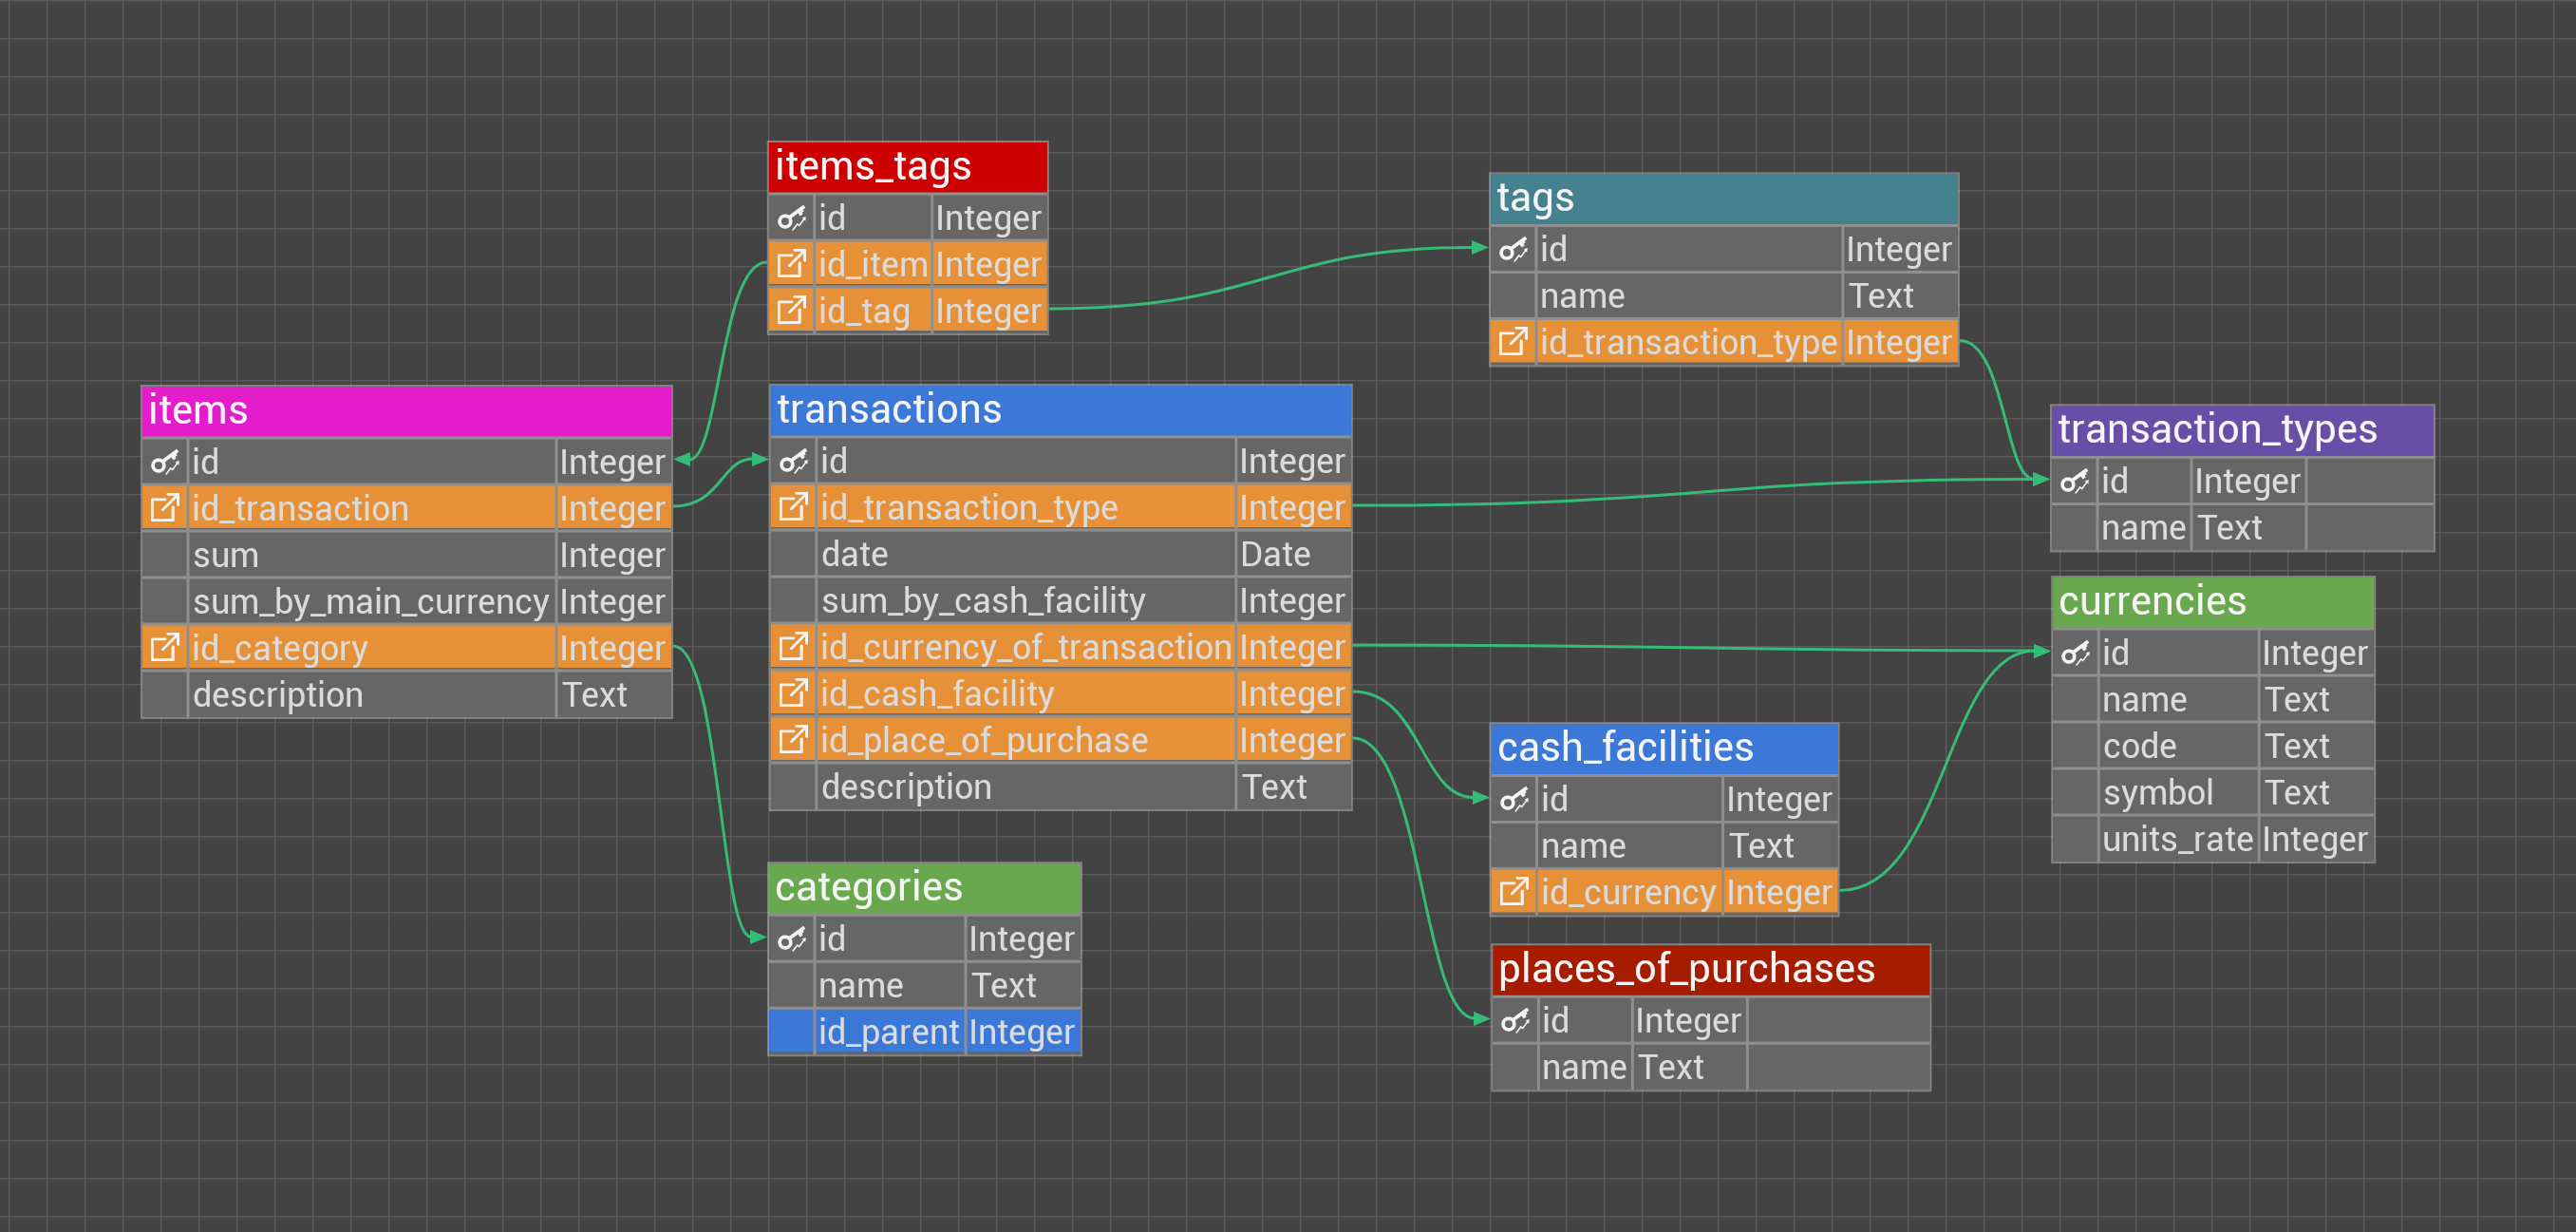 items_tags
id Integer
id_item Integer
id_tag Integer
tags
id Integer
name Text
id_transaction_type Integer
items
id Integer
id_transaction Integer
sum Integer
sum_by_main_currency Integer
id_category Integer
description Text
transactions
id Integer
id_transaction_type Integer
date Date
sum_by_cash_facility Integer
id_currency_of_transaction Integer
id_cash_facility Integer
id_place_of_purchase Integer
description Text
transaction_types
id Integer
name Text
currencies
id Integer
name Text
code Text
symbol Text
units_rate Integer
cash_facilities
id Integer
name Text
id_currency Integer
categories
id Integer
name Text
id_parent Integer
places_of_purchases
id Integer
name Text